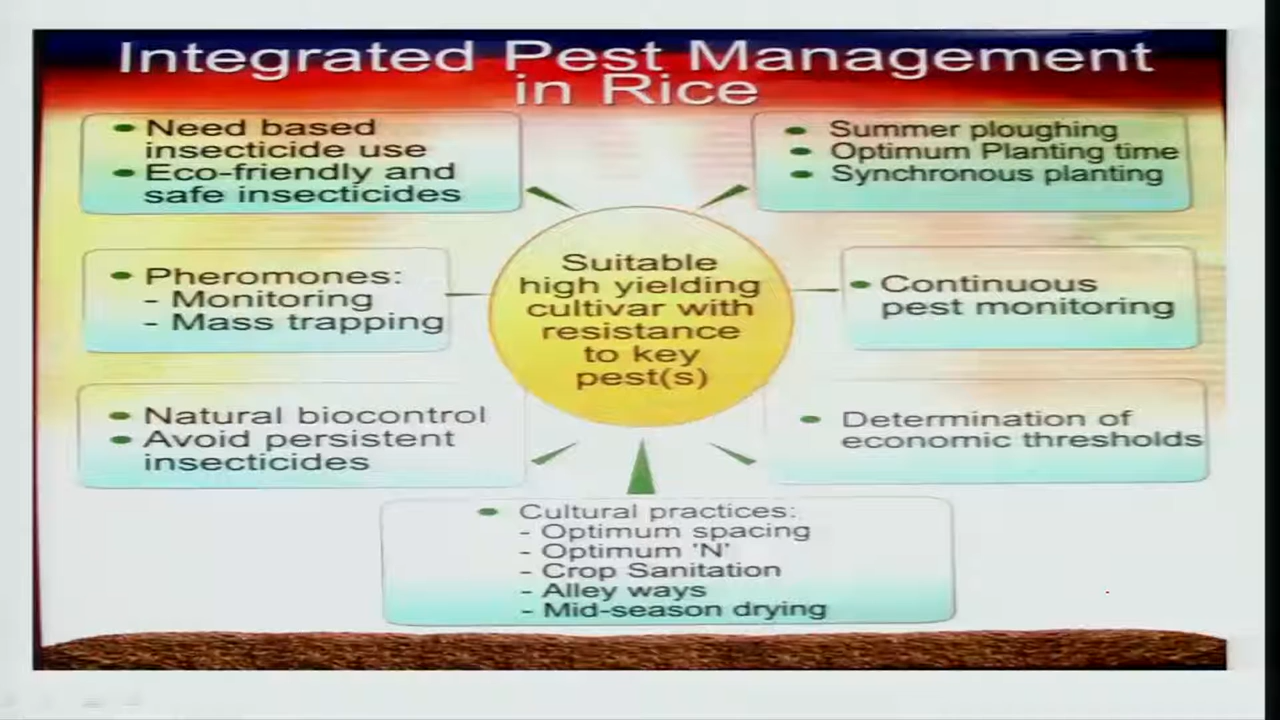 Integrated Pest Management
in Rice
• Need based
insecticide use
• Eco-friendly and
safe insecticides
• Summer ploughing
• Optimum Planting time
• Synchronous planting
• Pheromones:
- Monitoring
- Mass trapping
Suitable
high yielding
cultivar with
resistance
to key
pest(s)
• Continuous
pest monitoring
• Natural biocontrol
• Avoid persistent
insecticides
• Determination of
economic thresholds
• Cultural practices:
- Optimum spacing
- Optimum 'N'
- Crop Sanitation
- Alley ways
- Mid-season drying